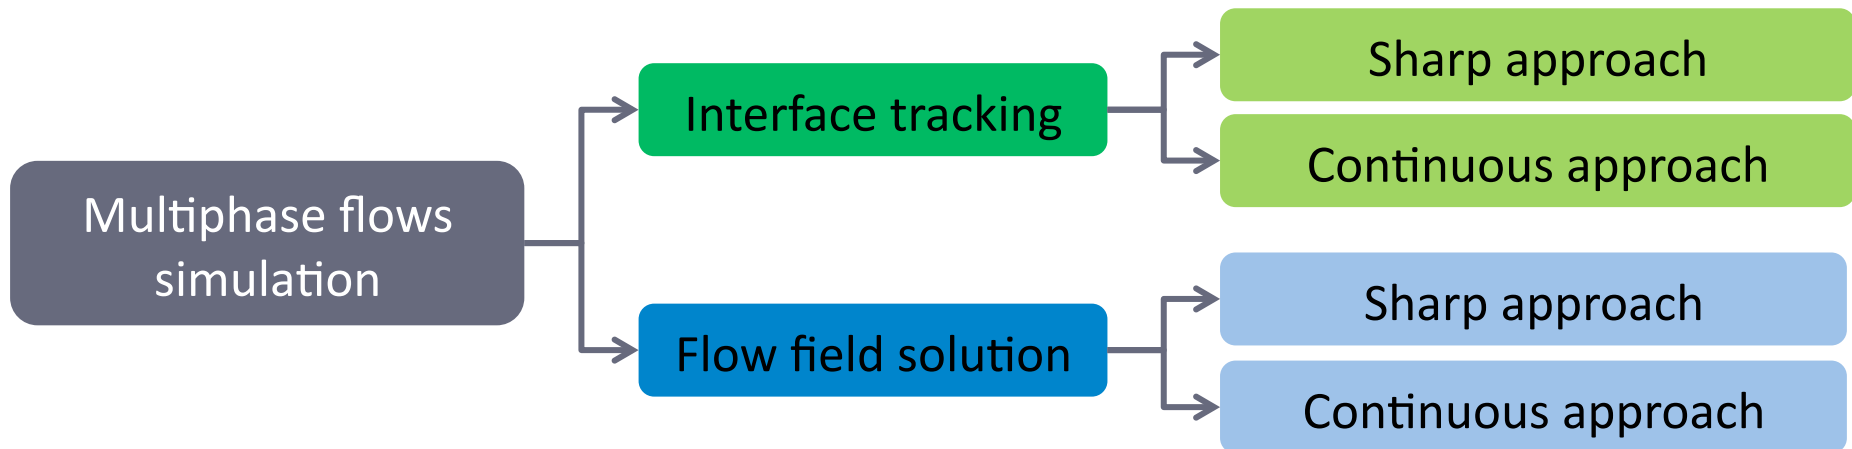 Multiphase flows
simulation
Interface tracking
Sharp approach
Continuous approach
Flow field solution
Sharp approach
Continuous approach